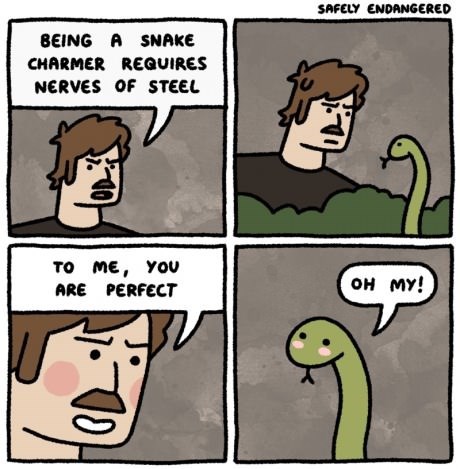 SAFELY ENDANGERED
BEING A SNAKE
CHARMER REQUIRES
NERVES OF STEEL
TO ME, YOU
ARE PERFECT
OH MY!